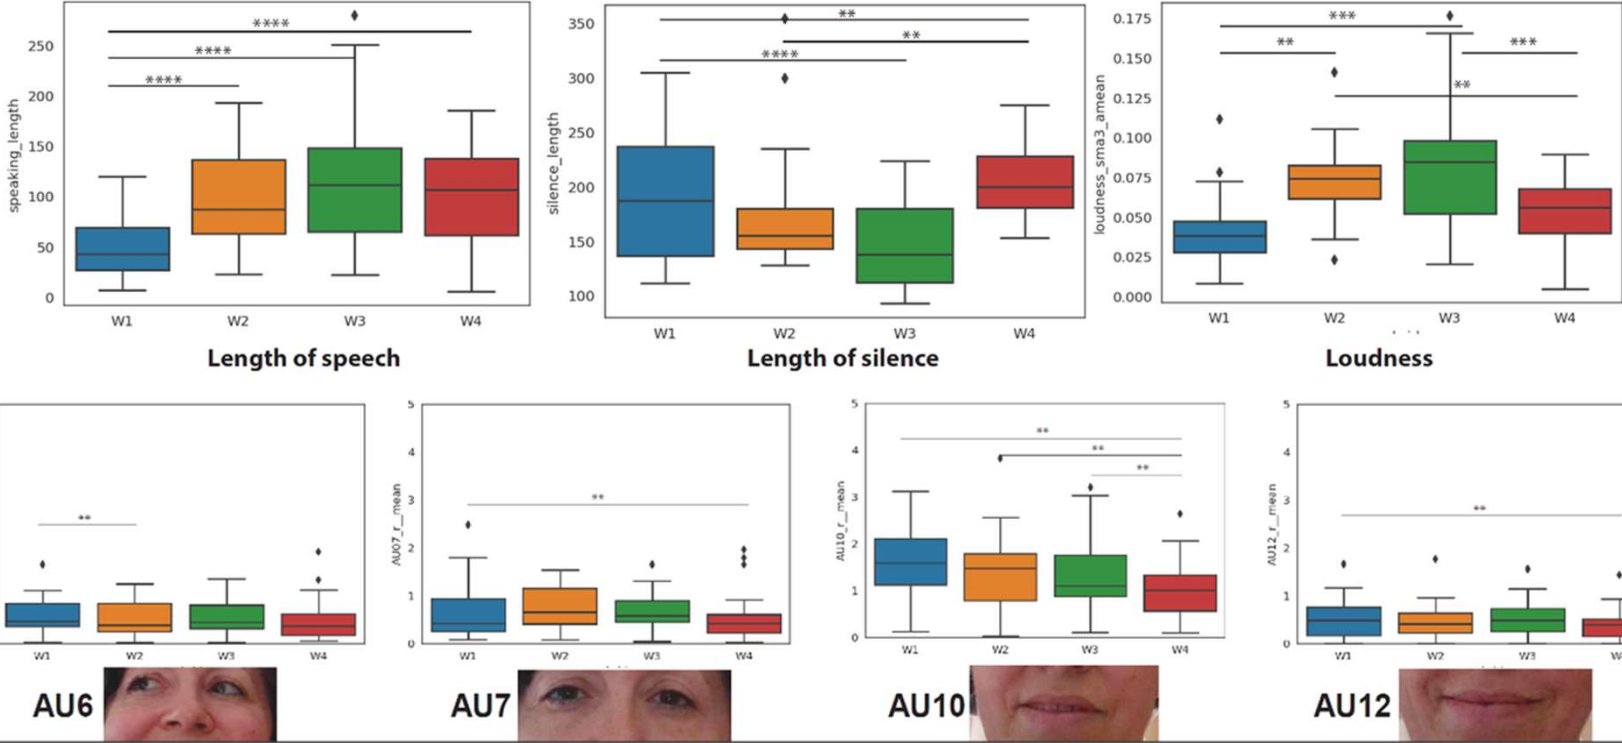 speaking_length
250
200
150
100
50
0
****
****
****
W1 W2 W3 W4
Length of speech
silence_length
350
300
250
200
150
100
**
**
****
W1 W2 W3 W4
Length of silence
loudness_sma3_amean
0.175
0.150
0.125
0.100
0.075
0.050
0.025
0.000
***
** ***
**
W1 W2 W3 W4
Loudness
**
W1 W2 W3 W4
AU6
AU07_r__mean
5
4
3
2
1
0
**
W1 W2 W3 W4
AU7
AU10_r__mean
5
4
3
2
1
0
**
**
**
W1 W2 W3 W4
AU10
AU12_r__mean
5
4
3
2
1
0
**
W1 W2 W3
AU12